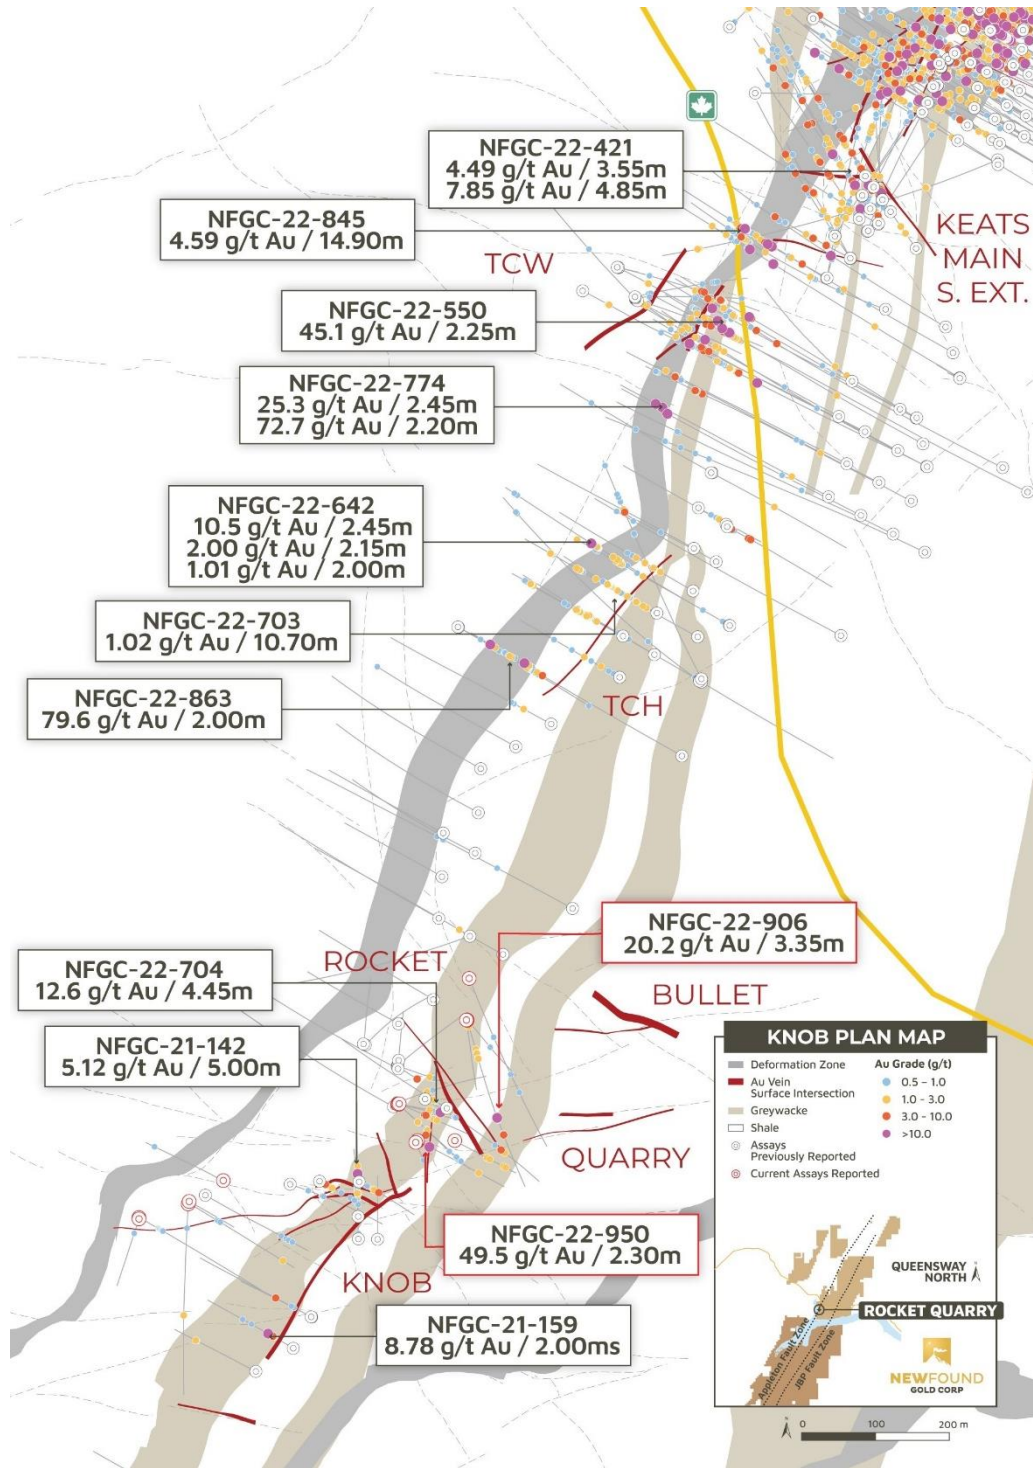 NFGC-22-421
4.49 g/t Au / 3.55m
7.85 g/t Au / 4.85m
NFGC-22-845
4.59 g/t Au / 14.90m
KEATS
MAIN
S. EXT.
TCW
NFGC-22-550
45.1 g/t Au / 2.25m
NFGC-22-774
25.3 g/t Au / 2.45m
72.7 g/t Au / 2.20m
NFGC-22-642
10.5 g/t Au / 2.45m
2.00 g/t Au / 2.15m
1.01 g/t Au / 2.00m
NFGC-22-703
1.02 g/t Au / 10.70m
NFGC-22-863
79.6 g/t Au / 2.00m
TCH
NFGC-22-906
20.2 g/t Au / 3.35m
ROCKET
NFGC-22-704
12.6 g/t Au / 4.45m
BULLET
NFGC-21-142
5.12 g/t Au / 5.00m
QUARRY
NFGC-22-950
49.5 g/t Au / 2.30m
KNOB
NFGC-21-159
8.78 g/t Au / 2.00ms
KNOB PLAN MAP
Deformation Zone
Au Vein
Surface Intersection
Greywacke
Shale
Assays
Previously Reported
Current Assays Reported
Au Grade (g/t)
0.5 – 1.0
1.0 – 3.0
3.0 – 10.0
>10.0
QUEENSWAY
NORTH
N
ROCKET QUARRY
Appleton Fault Zone
JBP Fault Zone
NEWFOUND
GOLD CORP
N
0 100 200 m